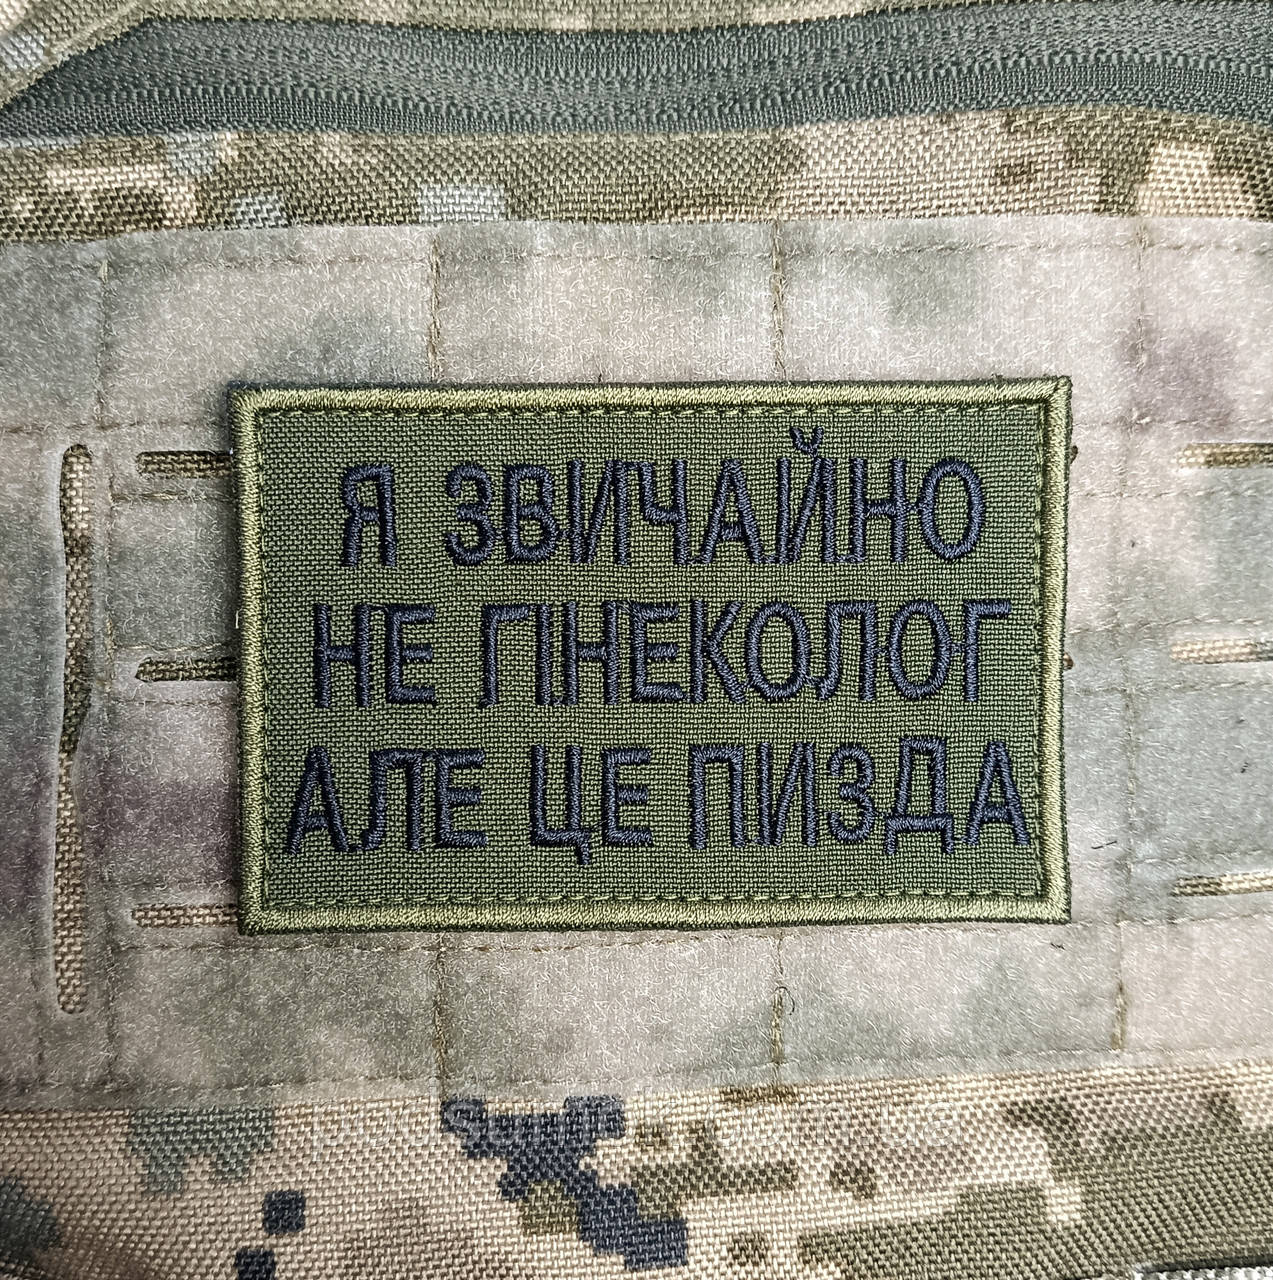 Я ЗВИЧАЙНО
НЕ ГІНЕКОЛОГ
АЛЕ ЦЕ ПИЗДА